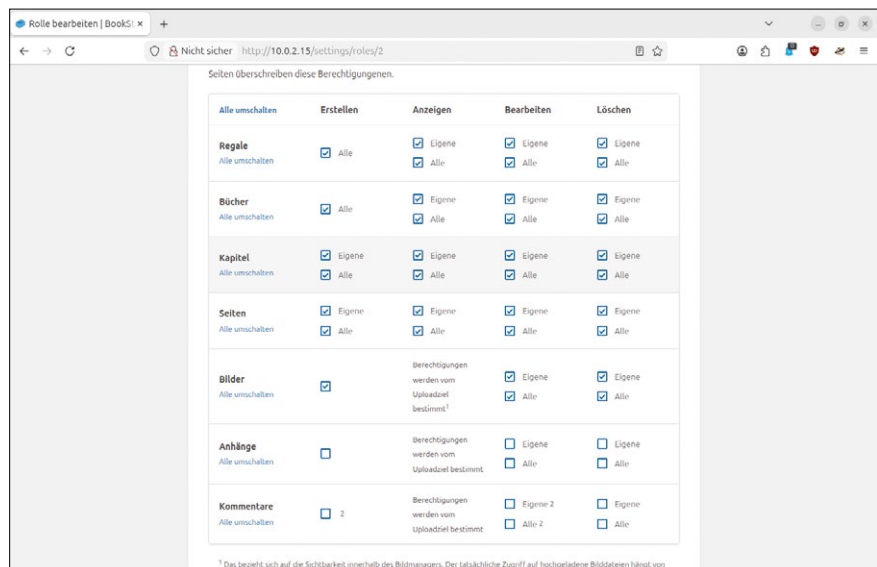 Rolle bearbeiten | BookSt
Nicht sicher http://10.0.2.15/settings/roles/2
Seiten überschreiben diese Berechtigungenen.
Alle umschalten Erstellen Anzeigen Bearbeiten Löschen
Regale
Alle umschalten
Alle
Eigene Eigene Eigene
Alle Alle Alle
Bücher
Alle umschalten
Alle
Eigene Eigene Eigene
Alle Alle Alle
Kapitel
Alle umschalten
Eigene Eigene Eigene Eigene
Alle Alle Alle Alle
Seiten
Alle umschalten
Eigene Eigene Eigene Eigene
Alle Alle Alle Alle
Bilder
Alle umschalten
Berechtigungen
werden vom
Uploadziel
bestimmt¹
Eigene Eigene
Alle Alle
Anhänge
Alle umschalten
Berechtigungen
werden vom
Uploadziel bestimmt
Eigene Eigene
Alle Alle
Kommentare
Alle umschalten
2
Berechtigungen
werden vom
Uploadziel bestimmt
Eigene 2 Eigene
Alle 2 Alle
¹ Das bezieht sich auf die Sichtbarkeit innerhalb des Bildmanagers. Der tatsächliche Zugriff auf hochgeladene Bilddateien hängt von